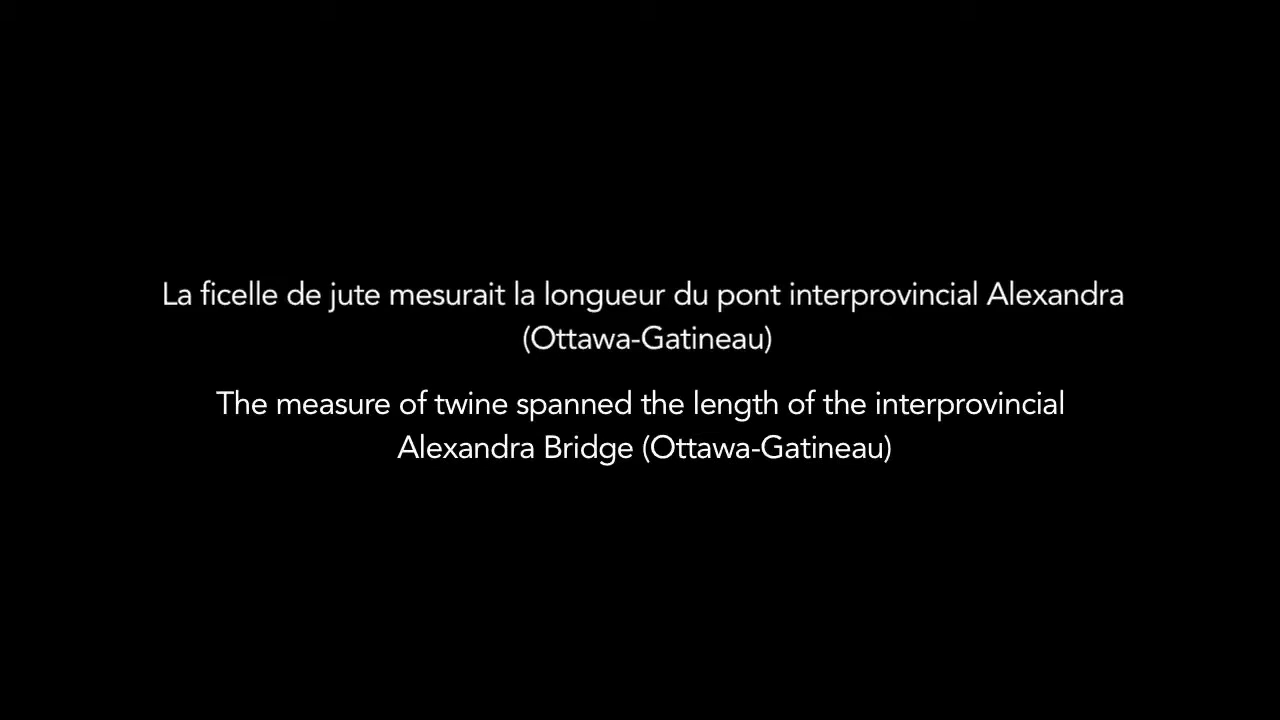 La ficelle de jute mesurait la longueur du pont interprovincial Alexandra
(Ottawa-Gatineau)
The measure of twine spanned the length of the interprovincial
Alexandra Bridge (Ottawa-Gatineau)